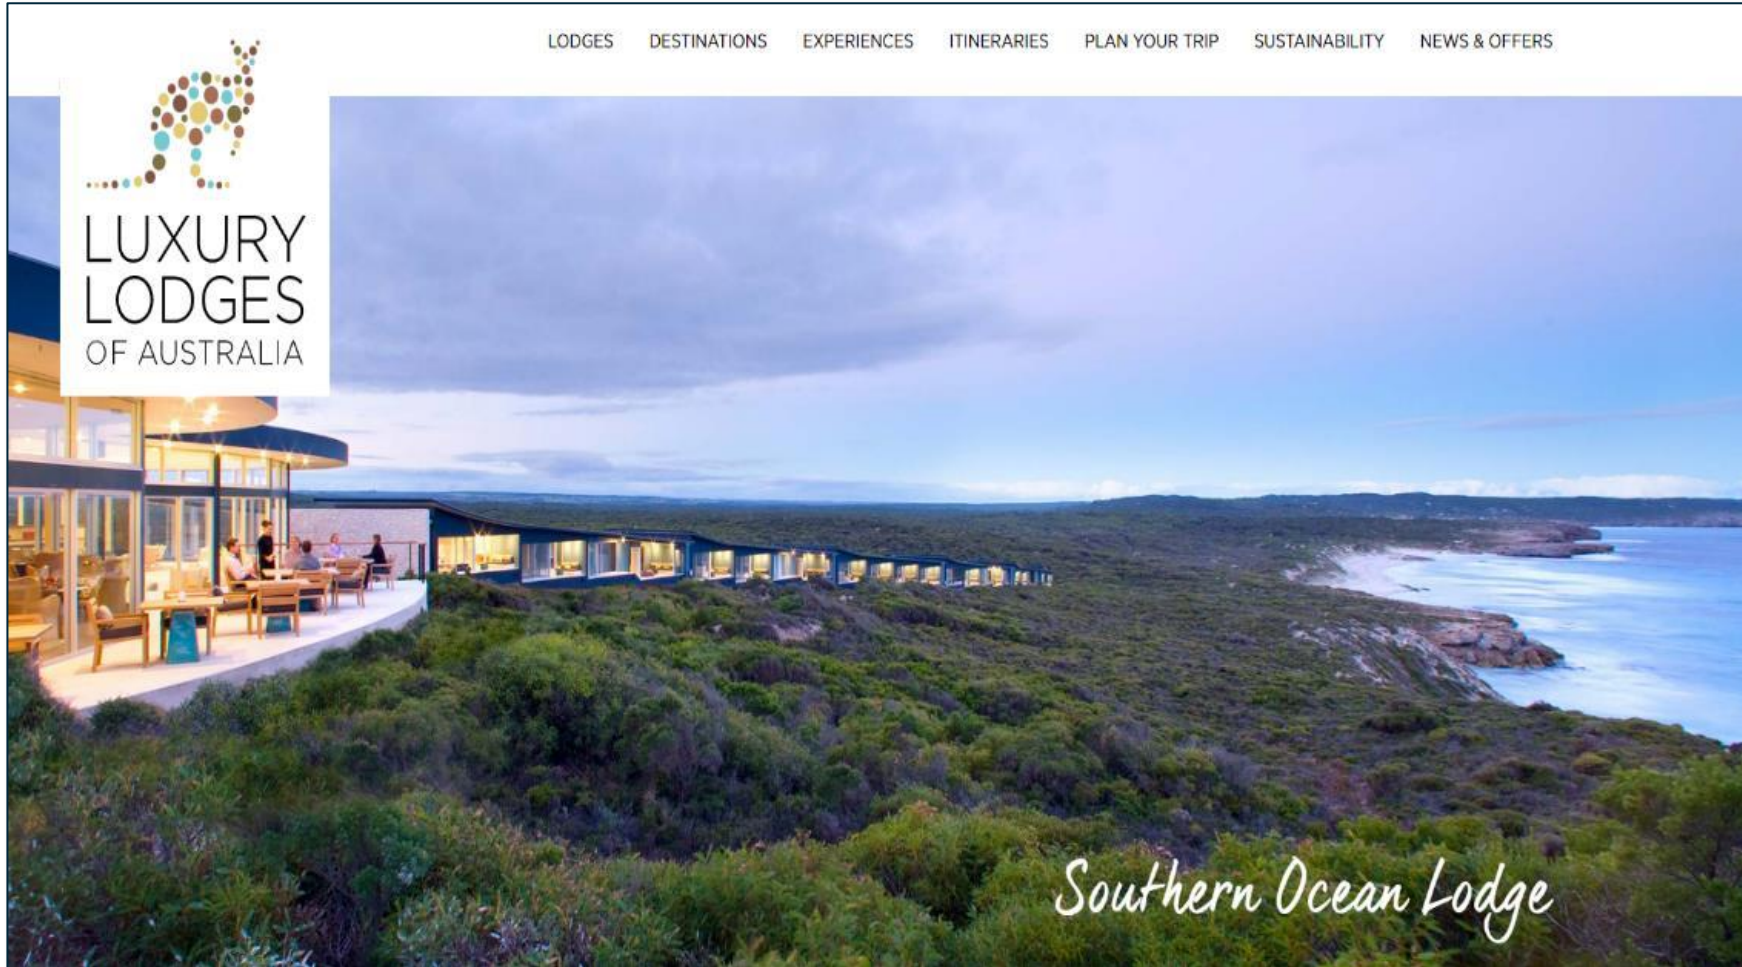 LODGES DESTINATIONS EXPERIENCES ITINERARIES PLAN YOUR TRIP SUSTAINABILITY NEWS & OFFERS
LUXURY
LODGES
OF AUSTRALIA
Southern Ocean Lodge